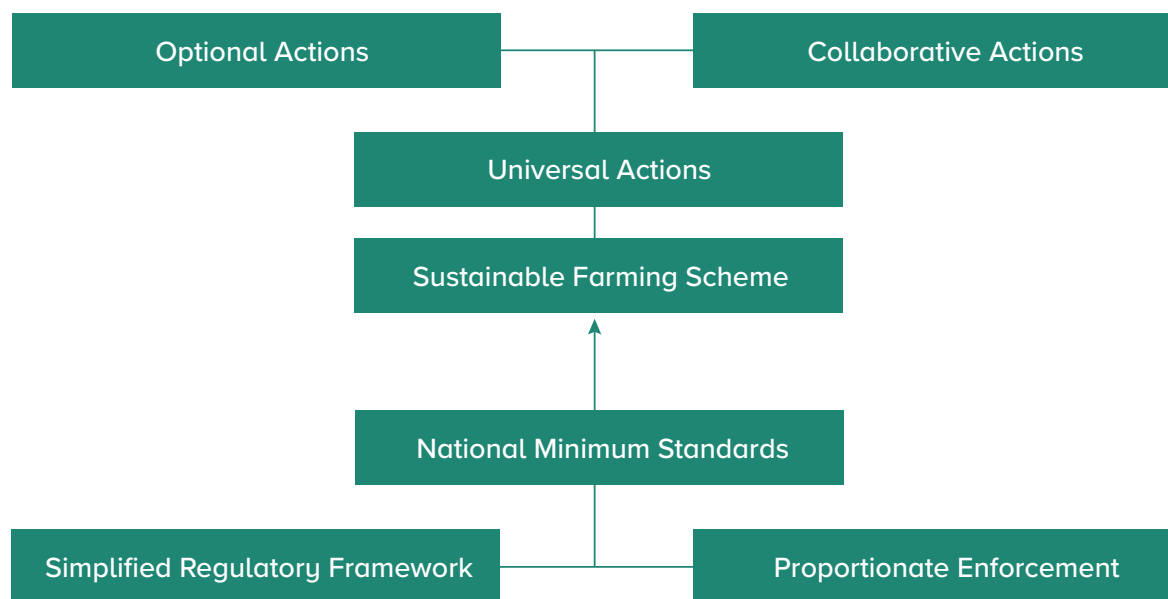 Optional Actions
Collaborative Actions
Universal Actions
Sustainable Farming Scheme
National Minimum Standards
Simplified Regulatory Framework
Proportionate Enforcement